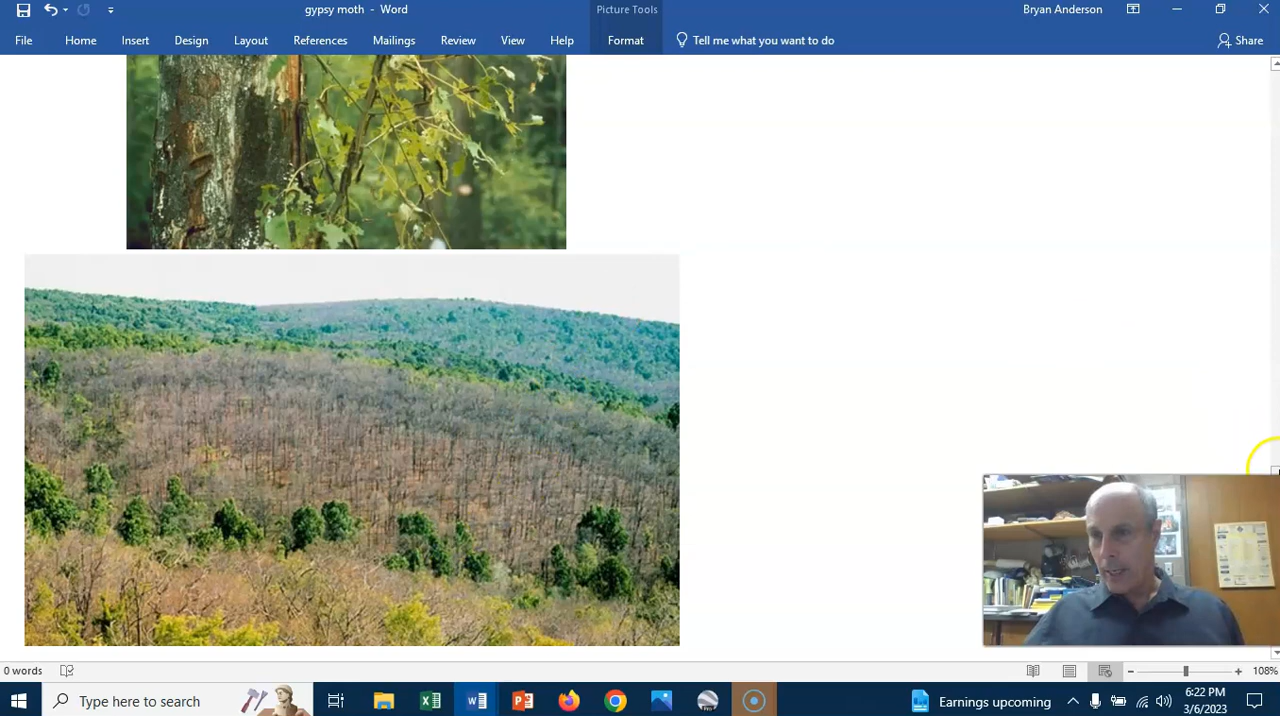 gypsy moth - Word
Picture Tools
Bryan Anderson
File Home Insert Design Layout References Mailings Review View Help Format Tell me what you want to do Share
0 words
108%
Type here to search
Earnings upcoming
6:22 PM
3/6/2023